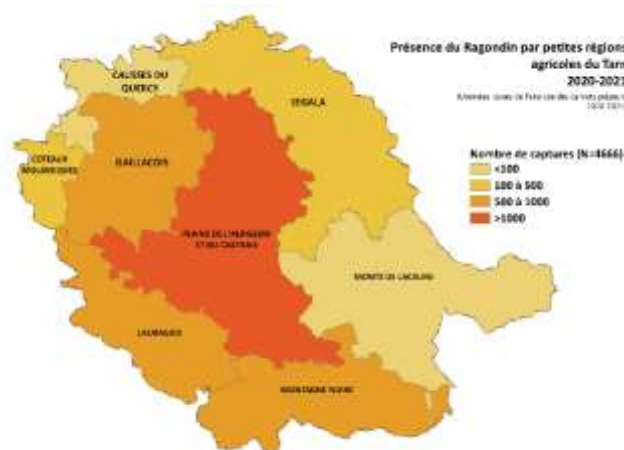 Présence du Ragondin par petites régions
agricoles du Tarn
2020-2021
Nombre de captures (N=4666)
<100
100 à 500
500 à 1000
>1000
CAUSSES DU
QUERCY
SEGALA
COTEAUX
MOLASSIQUES
GAILLACOIS
PLAINE DE L'ALBIGEOIS
ET DU CASTRAIS
MONTS DE LACAUNE
LAURAGAIS
MONTAGNE NOIRE